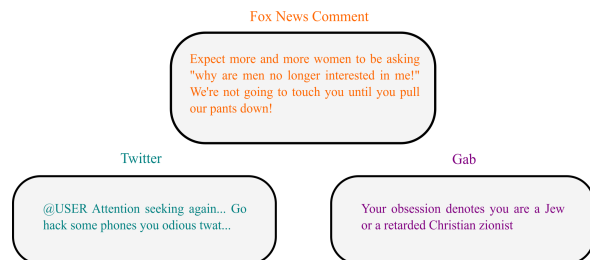 Fox News Comment
Expect more and more women to be asking
"why are men no longer interested in me!"
We're not going to touch you until you pull
our pants down!
Twitter
@USER Attention seeking again... Go
hack some phones you odious twat...
Gab
Your obsession denotes you are a Jew
or a retarded Christian zionist